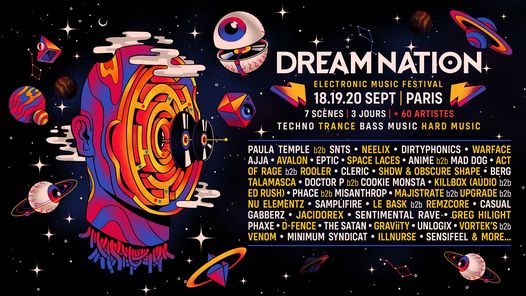 DREAM NATION
ELECTRONIC MUSIC FESTIVAL
18.19.20 SEPT | PARIS
7 SCÈNES | 3 JOURS | + 60 ARTISTES
TECHNO TRANCE BASS MUSIC HARD MUSIC
PAULA TEMPLE b2b SNTS • NEELIX • DIRTYPHONICS • WARFACE
AJJA • AVALON • EPTIC • SPACE LACES • ANIME b2b MAD DOG • ACT
OF RAGE b2b ROOLER • CLERIC • SHDW & OBSCURE SHAPE • BERG
TALAMASCA • DOCTOR P b2b COOKIE MONSTA • KILLBOX (AUDIO b2b
ED RUSH) • PHACE b2b MISANTHROP • MAJISTRATE b2b UPGRADE b2b
NU ELEMENTZ • SAMPLIFIRE • LE BASK b2b REMZCORE • CASUAL
GABBERZ • JACIDOREX • SENTIMENTAL RAVE • .GREG HILIGHT
PHAXE • D-FENCE • THE SATAN • GRAViiTY • UNLOGIX • VORTEK'S b2b
VENOM • MINIMUM SYNDICAT • ILLNURSE • SENSIFEEL & MORE...